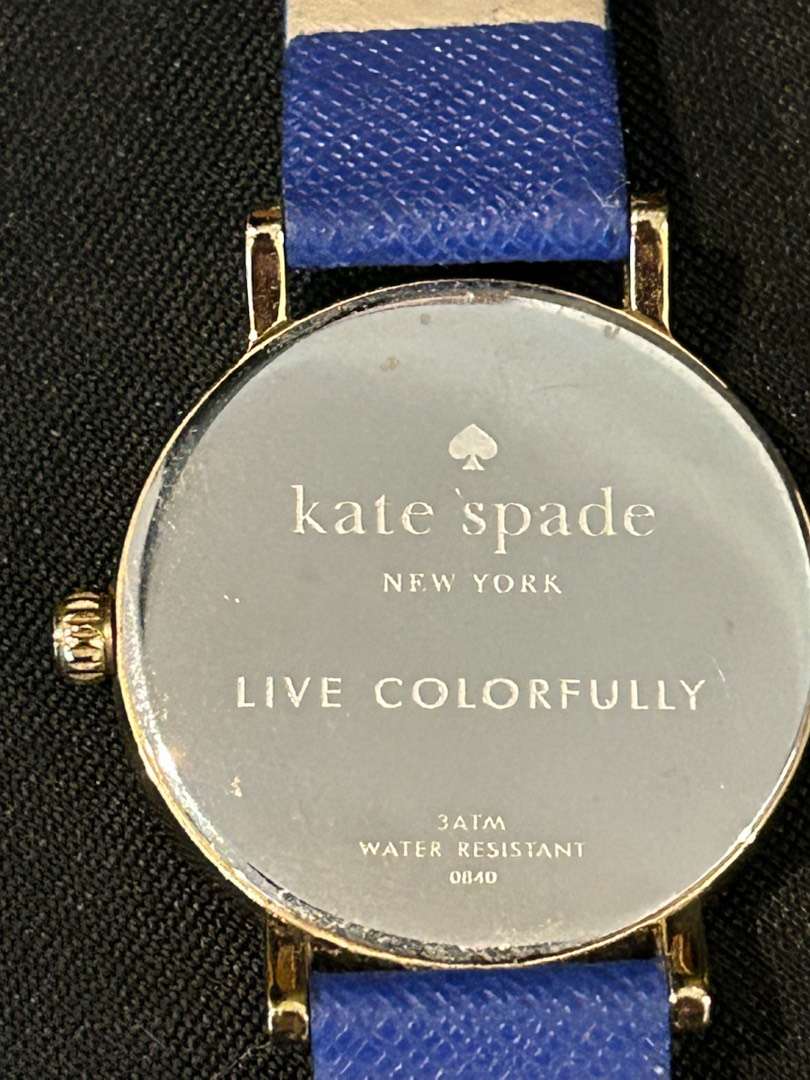 kate spade
NEW YORK
LIVE COLORFULLY
3ATM
WATER RESISTANT
0840